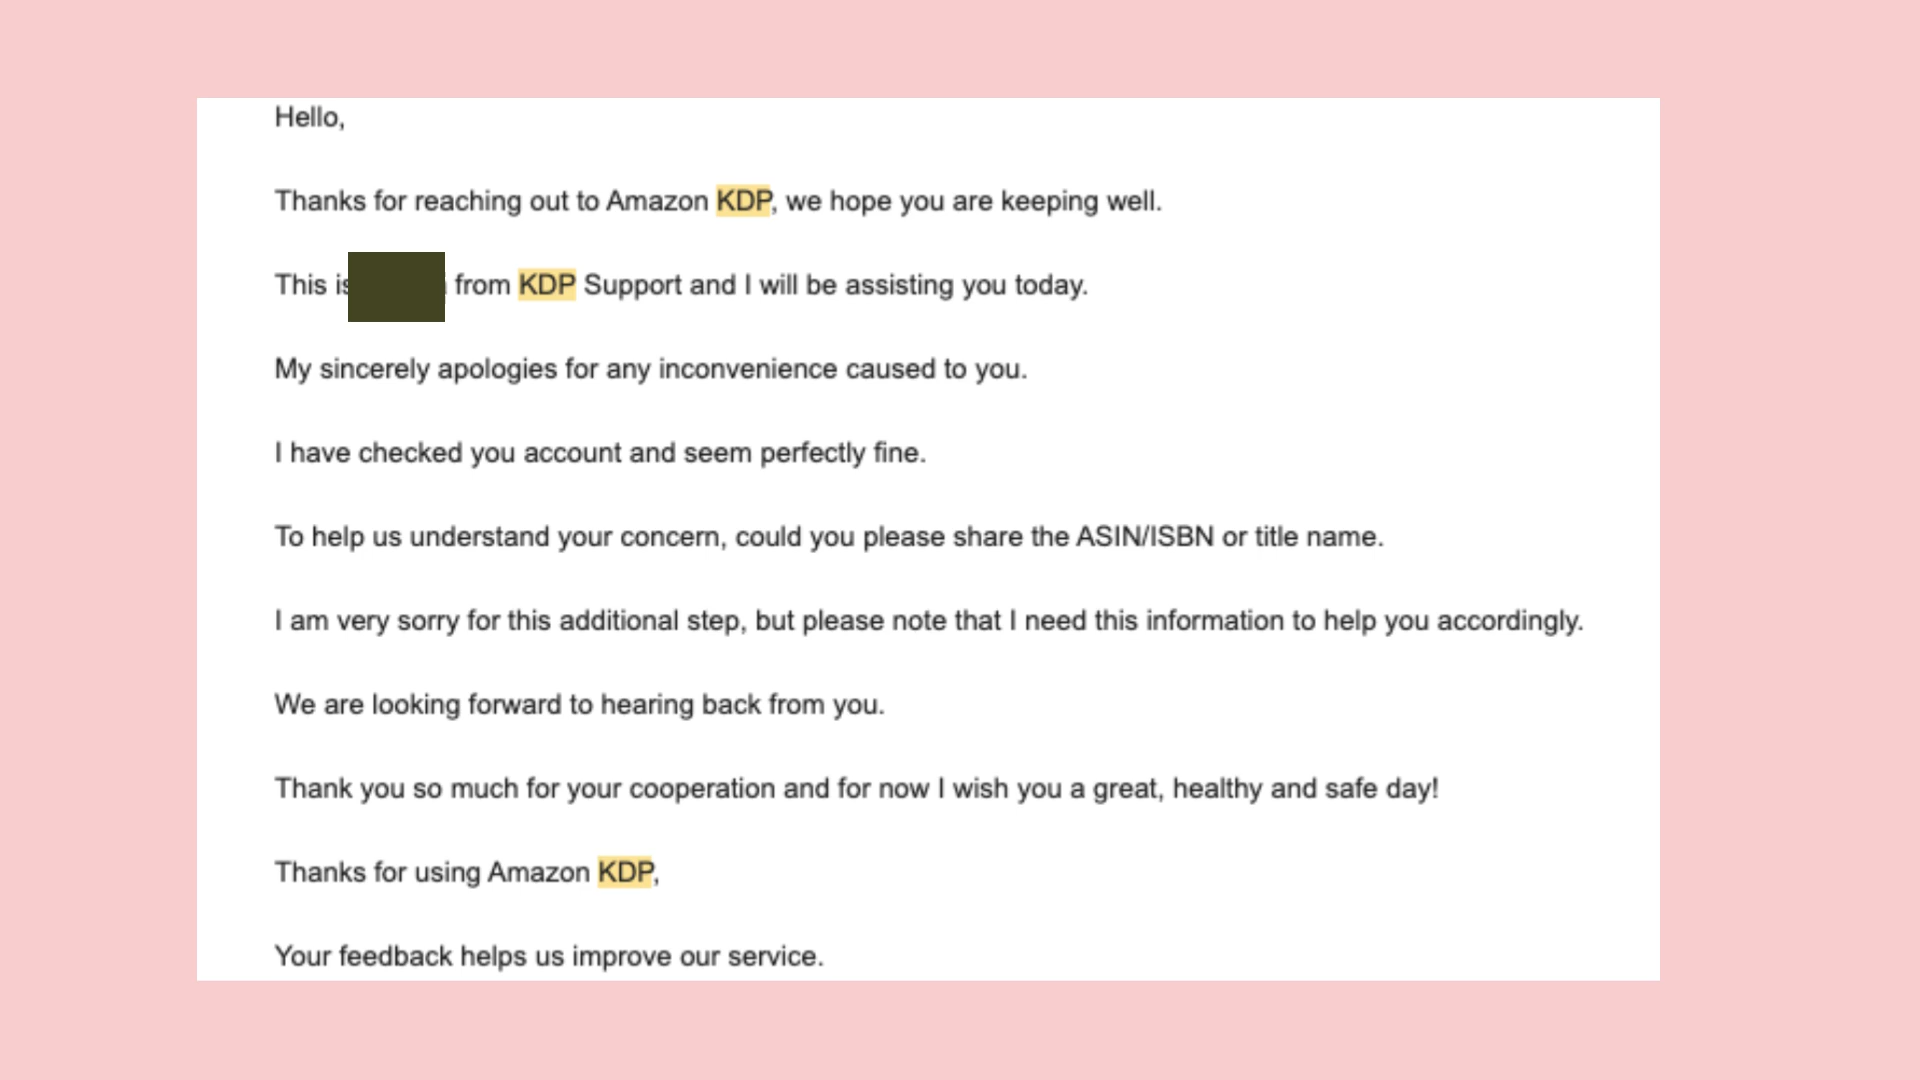 Hello,
Thanks for reaching out to Amazon KDP, we hope you are keeping well.
This is from KDP Support and I will be assisting you today.
My sincerely apologies for any inconvenience caused to you.
I have checked you account and seem perfectly fine.
To help us understand your concern, could you please share the ASIN/ISBN or title name.
I am very sorry for this additional step, but please note that I need this information to help you accordingly.
We are looking forward to hearing back from you.
Thank you so much for your cooperation and for now I wish you a great, healthy and safe day!
Thanks for using Amazon KDP,
Your feedback helps us improve our service.